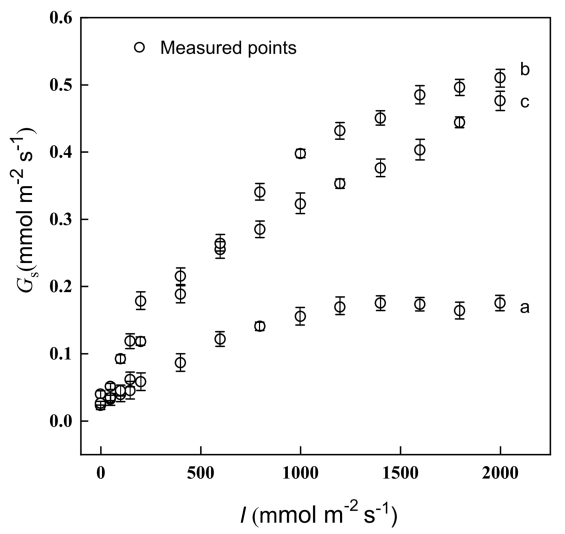 Measured points
0.6
0.5
0.4
0.3
0.2
0.1
0.0
Gs(mmol m-2 s-1)
b
c
a
0 500 1000 1500 2000
I (mmol m-2 s-1)